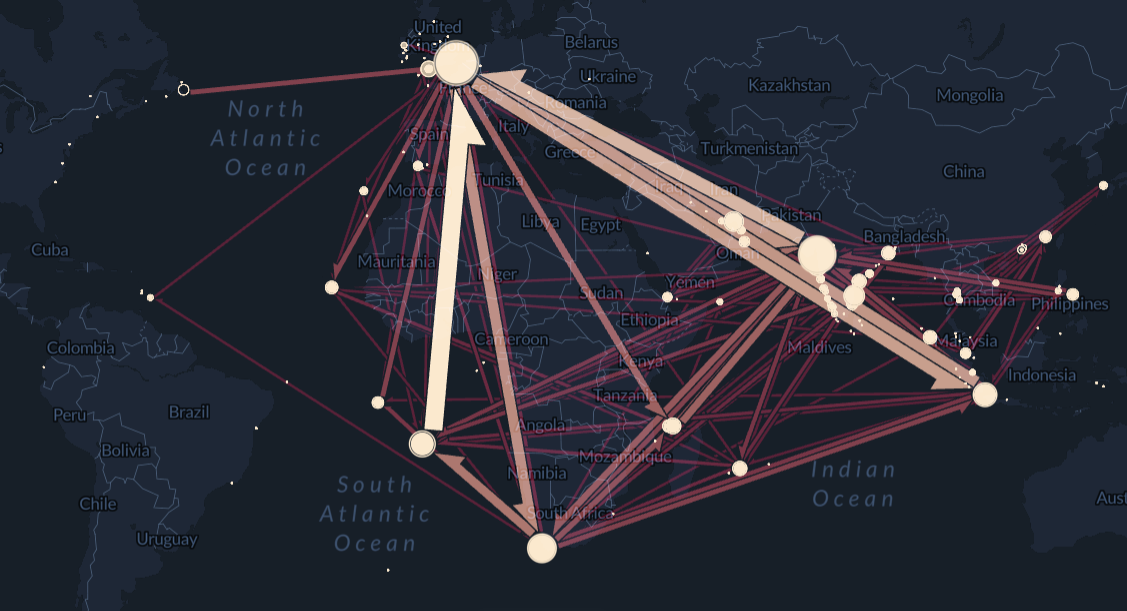 United
Kingdom
Belarus
Ukraine
Kazakhstan
Mongolia
France
Romania
North
Atlantic
Ocean
Spain
Italy
Greece
Turkmenistan
China
Morocco
Tunisia
Iraq
Iran
Pakistan
Cuba
Libya
Egypt
Bangladesh
Mauritania
Oman
Niger
Sudan
Yemen
Cambodia
Philippines
Ethiopia
Colombia
Cameroon
Maldives
Malaysia
Kenya
Indonesia
Peru
Brazil
Tanzania
Angola
Bolivia
Mozambique
Namibia
Indian
Ocean
South
Atlantic
Ocean
Chile
South Africa
Aust
Uruguay